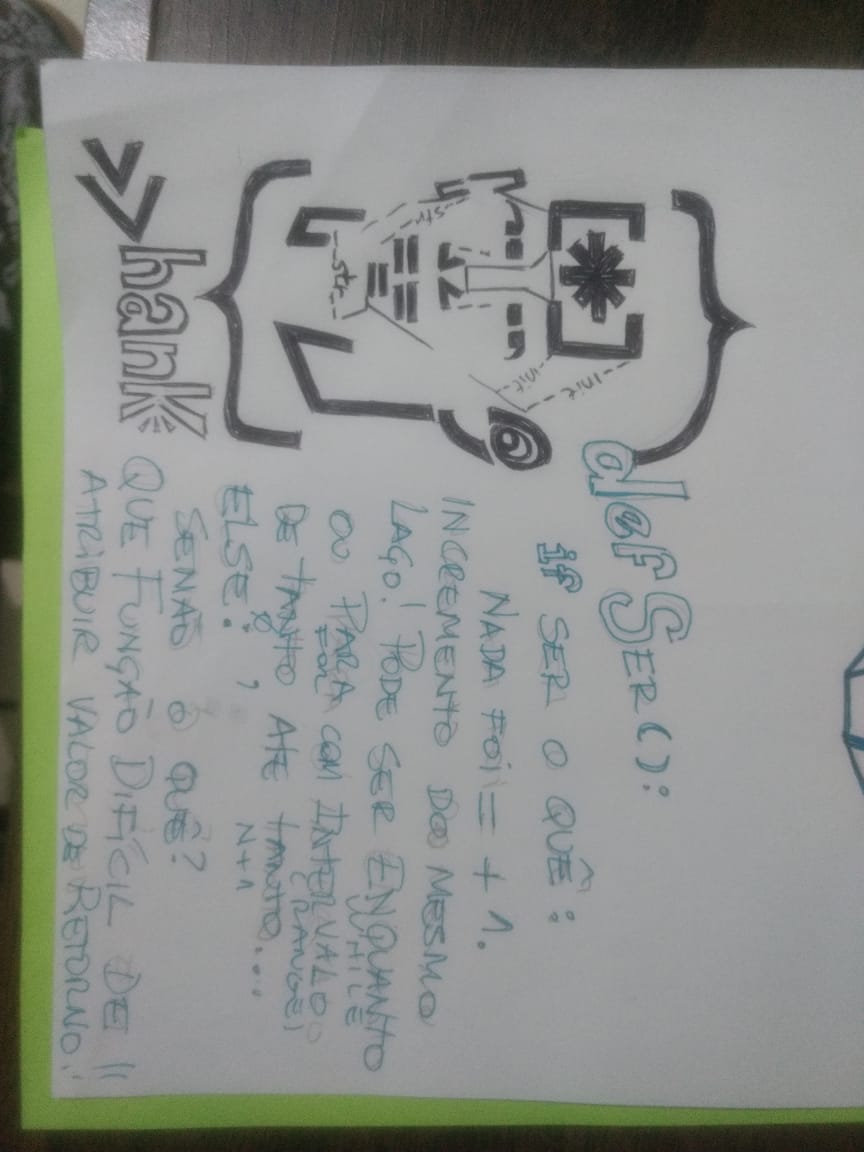 def SER():
if SER O QUÊ:
NADA FOI = + 1.
INCREMENTO DO MESMO
LAÇO! PODE SER ENQUANTO
WHILE
OU PARA COM INTERVALO
FOR (RANGE)
DE TANTO ATÉ TANTO....
0, N+1
ELSE:
SENÃO O QUÊ?
QUE FUNÇÃO DIFÍCIL DE
ATRIBUIR VALOR DE RETORNO!!
init
init
str
str
>>hank